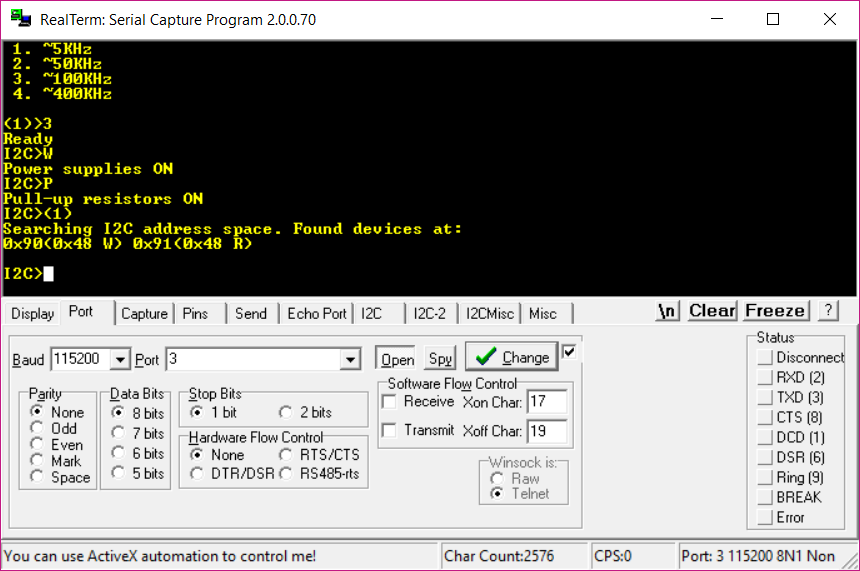 RealTerm: Serial Capture Program 2.0.0.70
1. ~5KHz
2. ~50KHz
3. ~100KHz
4. ~400KHz
(1)>3
Ready
I2C>W
Power supplies ON
I2C>P
Pull-up resistors ON
I2C>(1)
Searching I2C address space. Found devices at:
0x90(0x48 W) 0x91(0x48 R)
I2C>
Display Port Capture Pins Send Echo Port I2C I2C-2 I2CMisc Misc \n Clear Freeze ?
Baud 115200 Port 3 Open Spy Change
Parity
None
Odd
Even
Mark
Space
Data Bits
8 bits
7 bits
6 bits
5 bits
Stop Bits
1 bit 2 bits
Hardware Flow Control
None RTS/CTS
DTR/DSR RS485-rts
Software Flow Control
Receive Xon Char: 17
Transmit Xoff Char: 19
Winsock is:
Raw
Telnet
Status
Disconnect
RXD (2)
TXD (3)
CTS (8)
DCD (1)
DSR (6)
Ring (9)
BREAK
Error
You can use ActiveX automation to control me! Char Count:2576 CPS:0 Port: 3 115200 8N1 Non